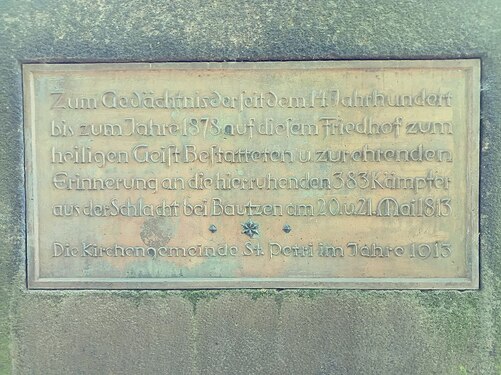 Zum Gedächtnis der seit dem 14. Jahrhundert
bis zum Jahre 1878 auf diesem Friedhof zum
heiligen Geist Bestatteten u. zur ehrenden
Erinnerung an die hier ruhenden 383 Kämpfer
aus der Schlacht bei Bautzen am 20. u. 21. Mai 1813
Die Kirchengemeinde St. Petri im Jahre 1913